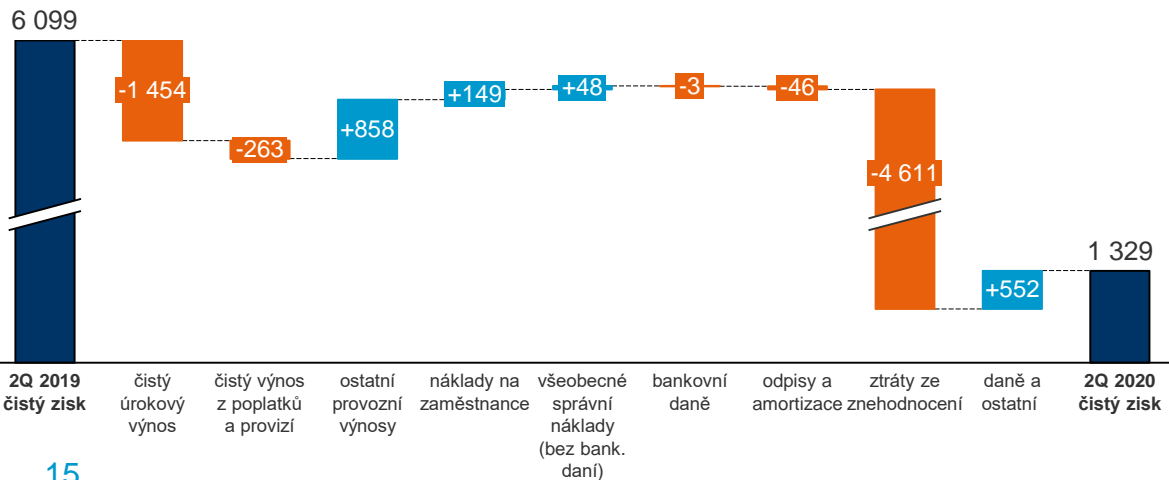 6 099
-1 454
-263
+858
+149
+48
-3
-46
-4 611
+552
1 329
2Q 2019
čistý zisk
čistý
úrokový
výnos
čistý výnos
z poplatků
a provizí
ostatní
provozní
výnosy
náklady na
zaměstnance
všeobecné
správní
náklady
(bez bank.
daní)
bankovní
daně
odpisy a
amortizace
ztráty ze
znehodnocení
daně a
ostatní
2Q 2020
čistý zisk
15